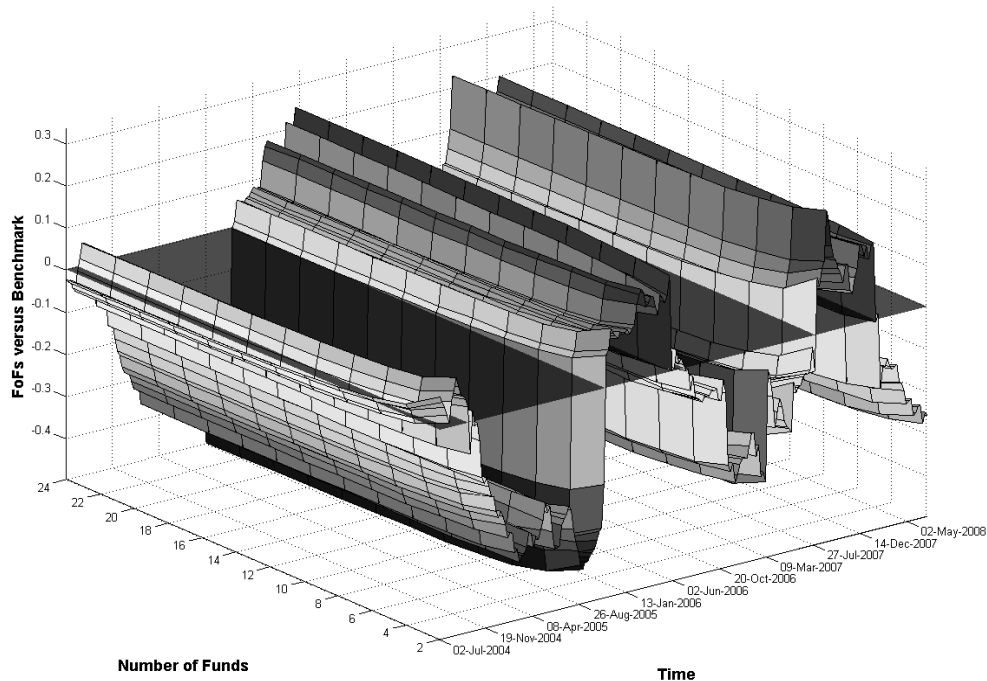 0.3
0.2
0.1
0
-0.1
-0.2
-0.3
-0.4
FoFs versus Benchmark
24
22
20
18
16
14
12
10
8
6
4
2
Number of Funds
02-Jul-2004
19-Nov-2004
08-Apr-2005
26-Aug-2005
13-Jan-2006
02-Jun-2006
20-Oct-2006
09-Mar-2007
27-Jul-2007
14-Dec-2007
02-May-2008
Time